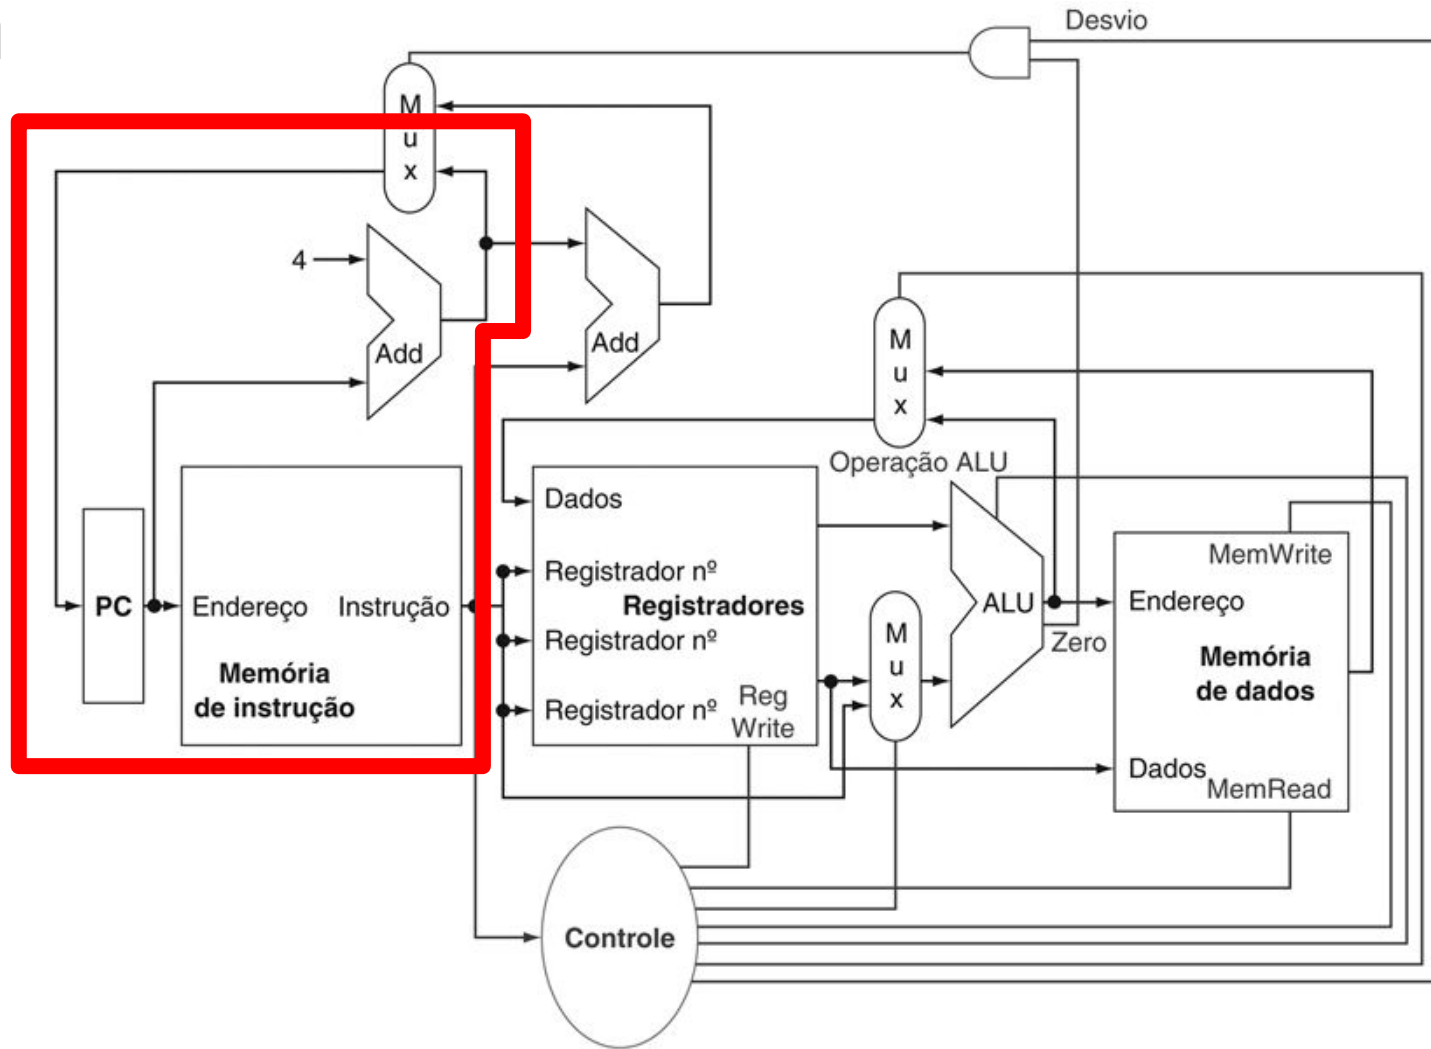 Desvio
M
u
x
4
Add
Add
M
u
x
Operação ALU
Dados
Registrador nº
Registradores
Registrador nº
Registrador nº
Reg
Write
PC
Endereço
Instrução
Memória
de instrução
M
u
x
ALU
Zero
MemWrite
Endereço
Memória
de dados
Dados
MemRead
Controle